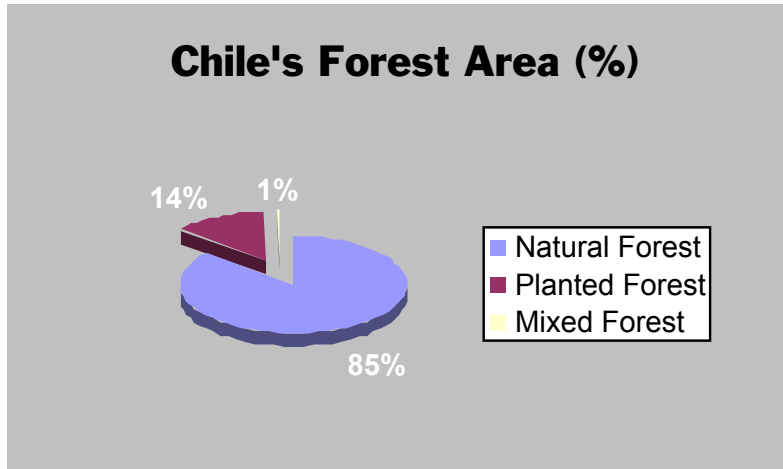 Chile's Forest Area (%)
14%
1%
85%
Natural Forest
Planted Forest
Mixed Forest